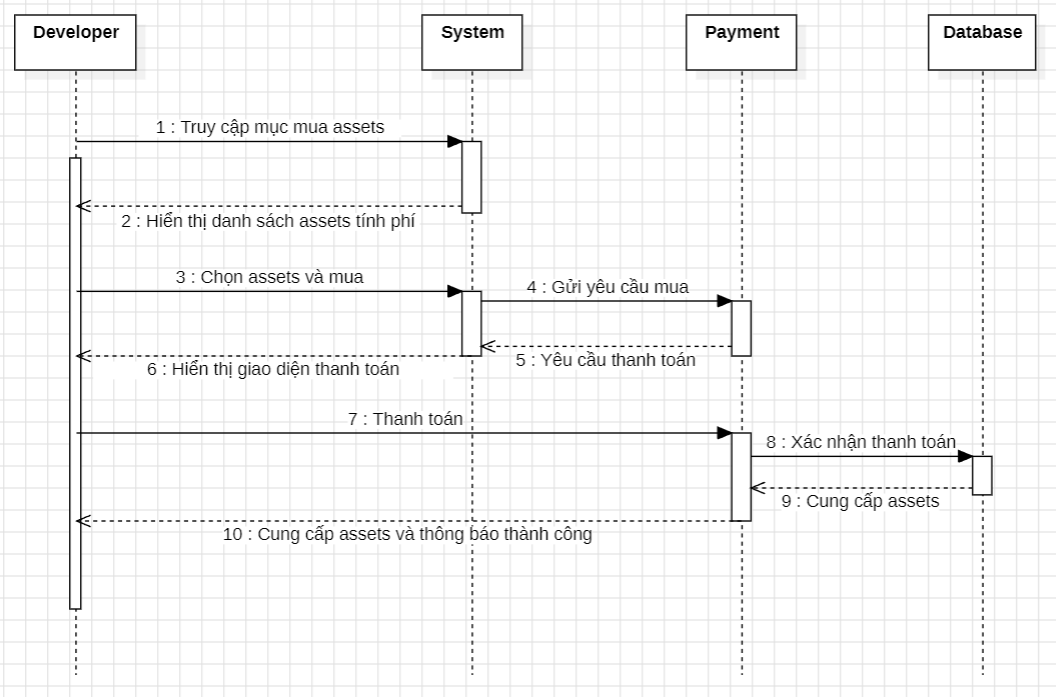 Developer
System
Payment
Database
1 : Truy cập mục mua assets
2 : Hiển thị danh sách assets tính phí
3 : Chọn assets và mua
4 : Gửi yêu cầu mua
5 : Yêu cầu thanh toán
6 : Hiển thị giao diện thanh toán
7 : Thanh toán
8 : Xác nhận thanh toán
9 : Cung cấp assets
10 : Cung cấp assets và thông báo thành công